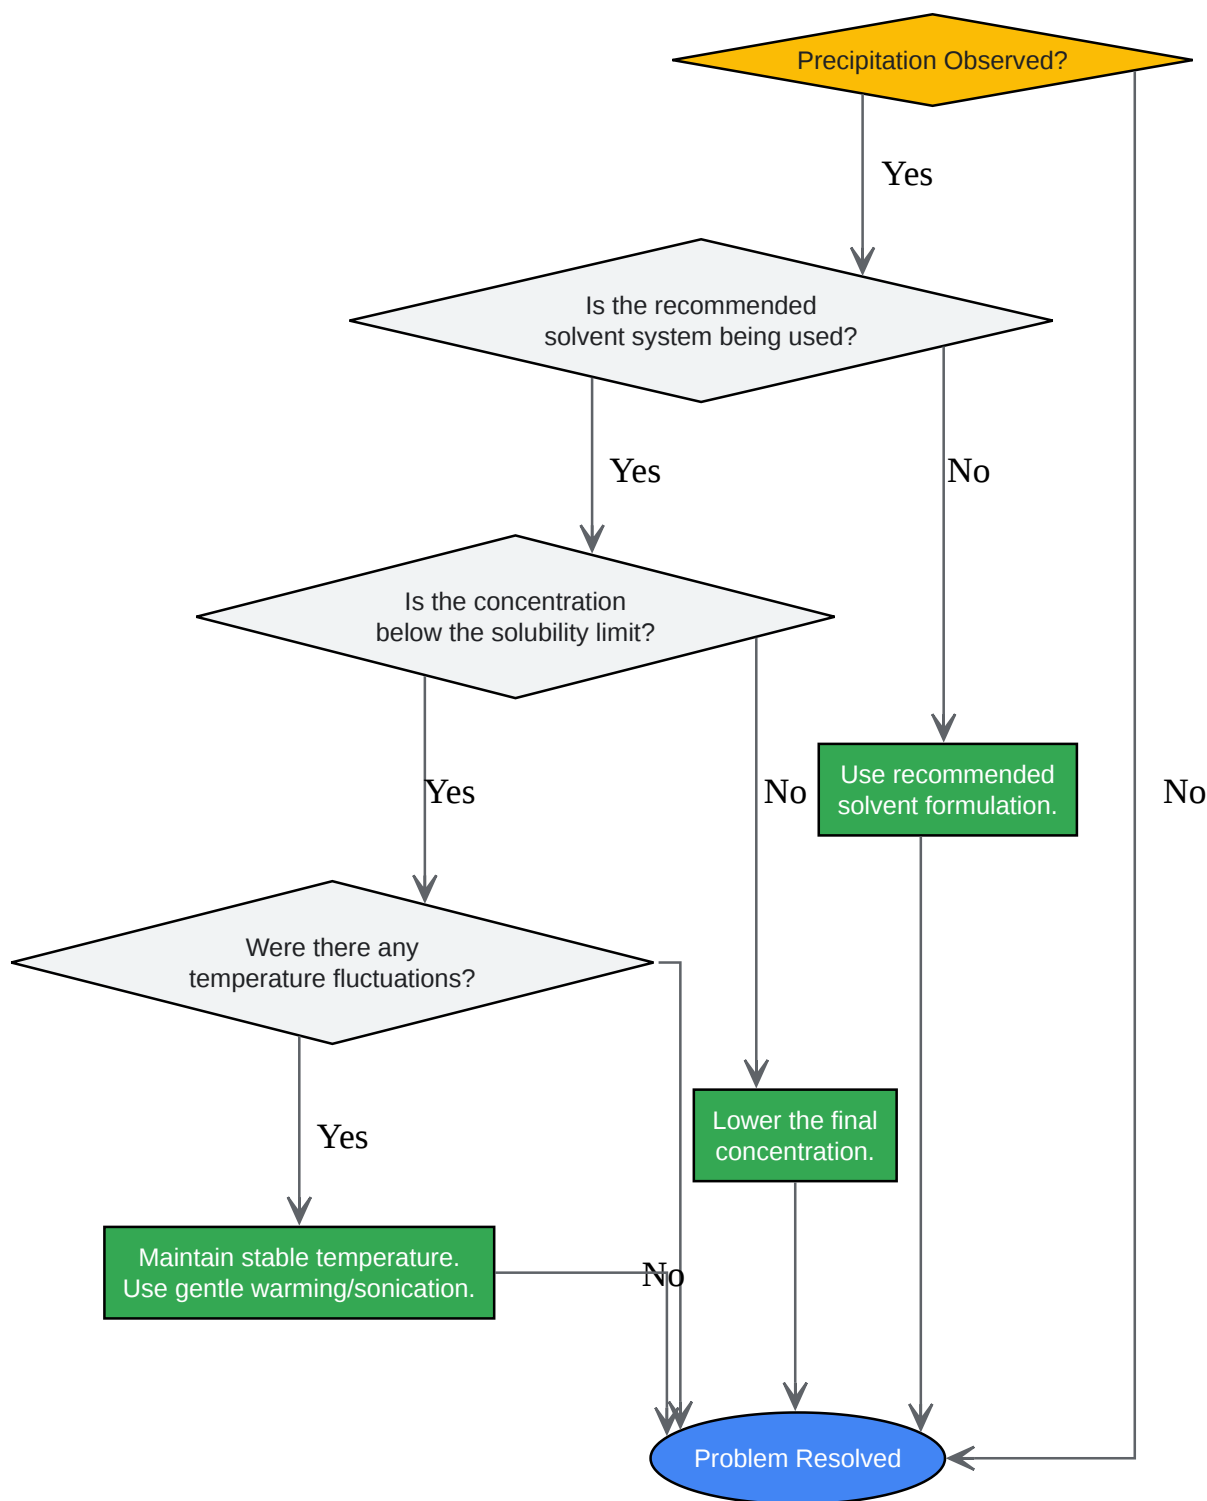 Precipitation Observed?
Yes
Is the recommended
solvent system being used?
Yes
No
Is the concentration
below the solubility limit?
Yes
No
Use recommended
solvent formulation.
No
Were there any
temperature fluctuations?
Yes
Lower the final
concentration.
Maintain stable temperature.
Use gentle warming/sonication.
No
Problem Resolved